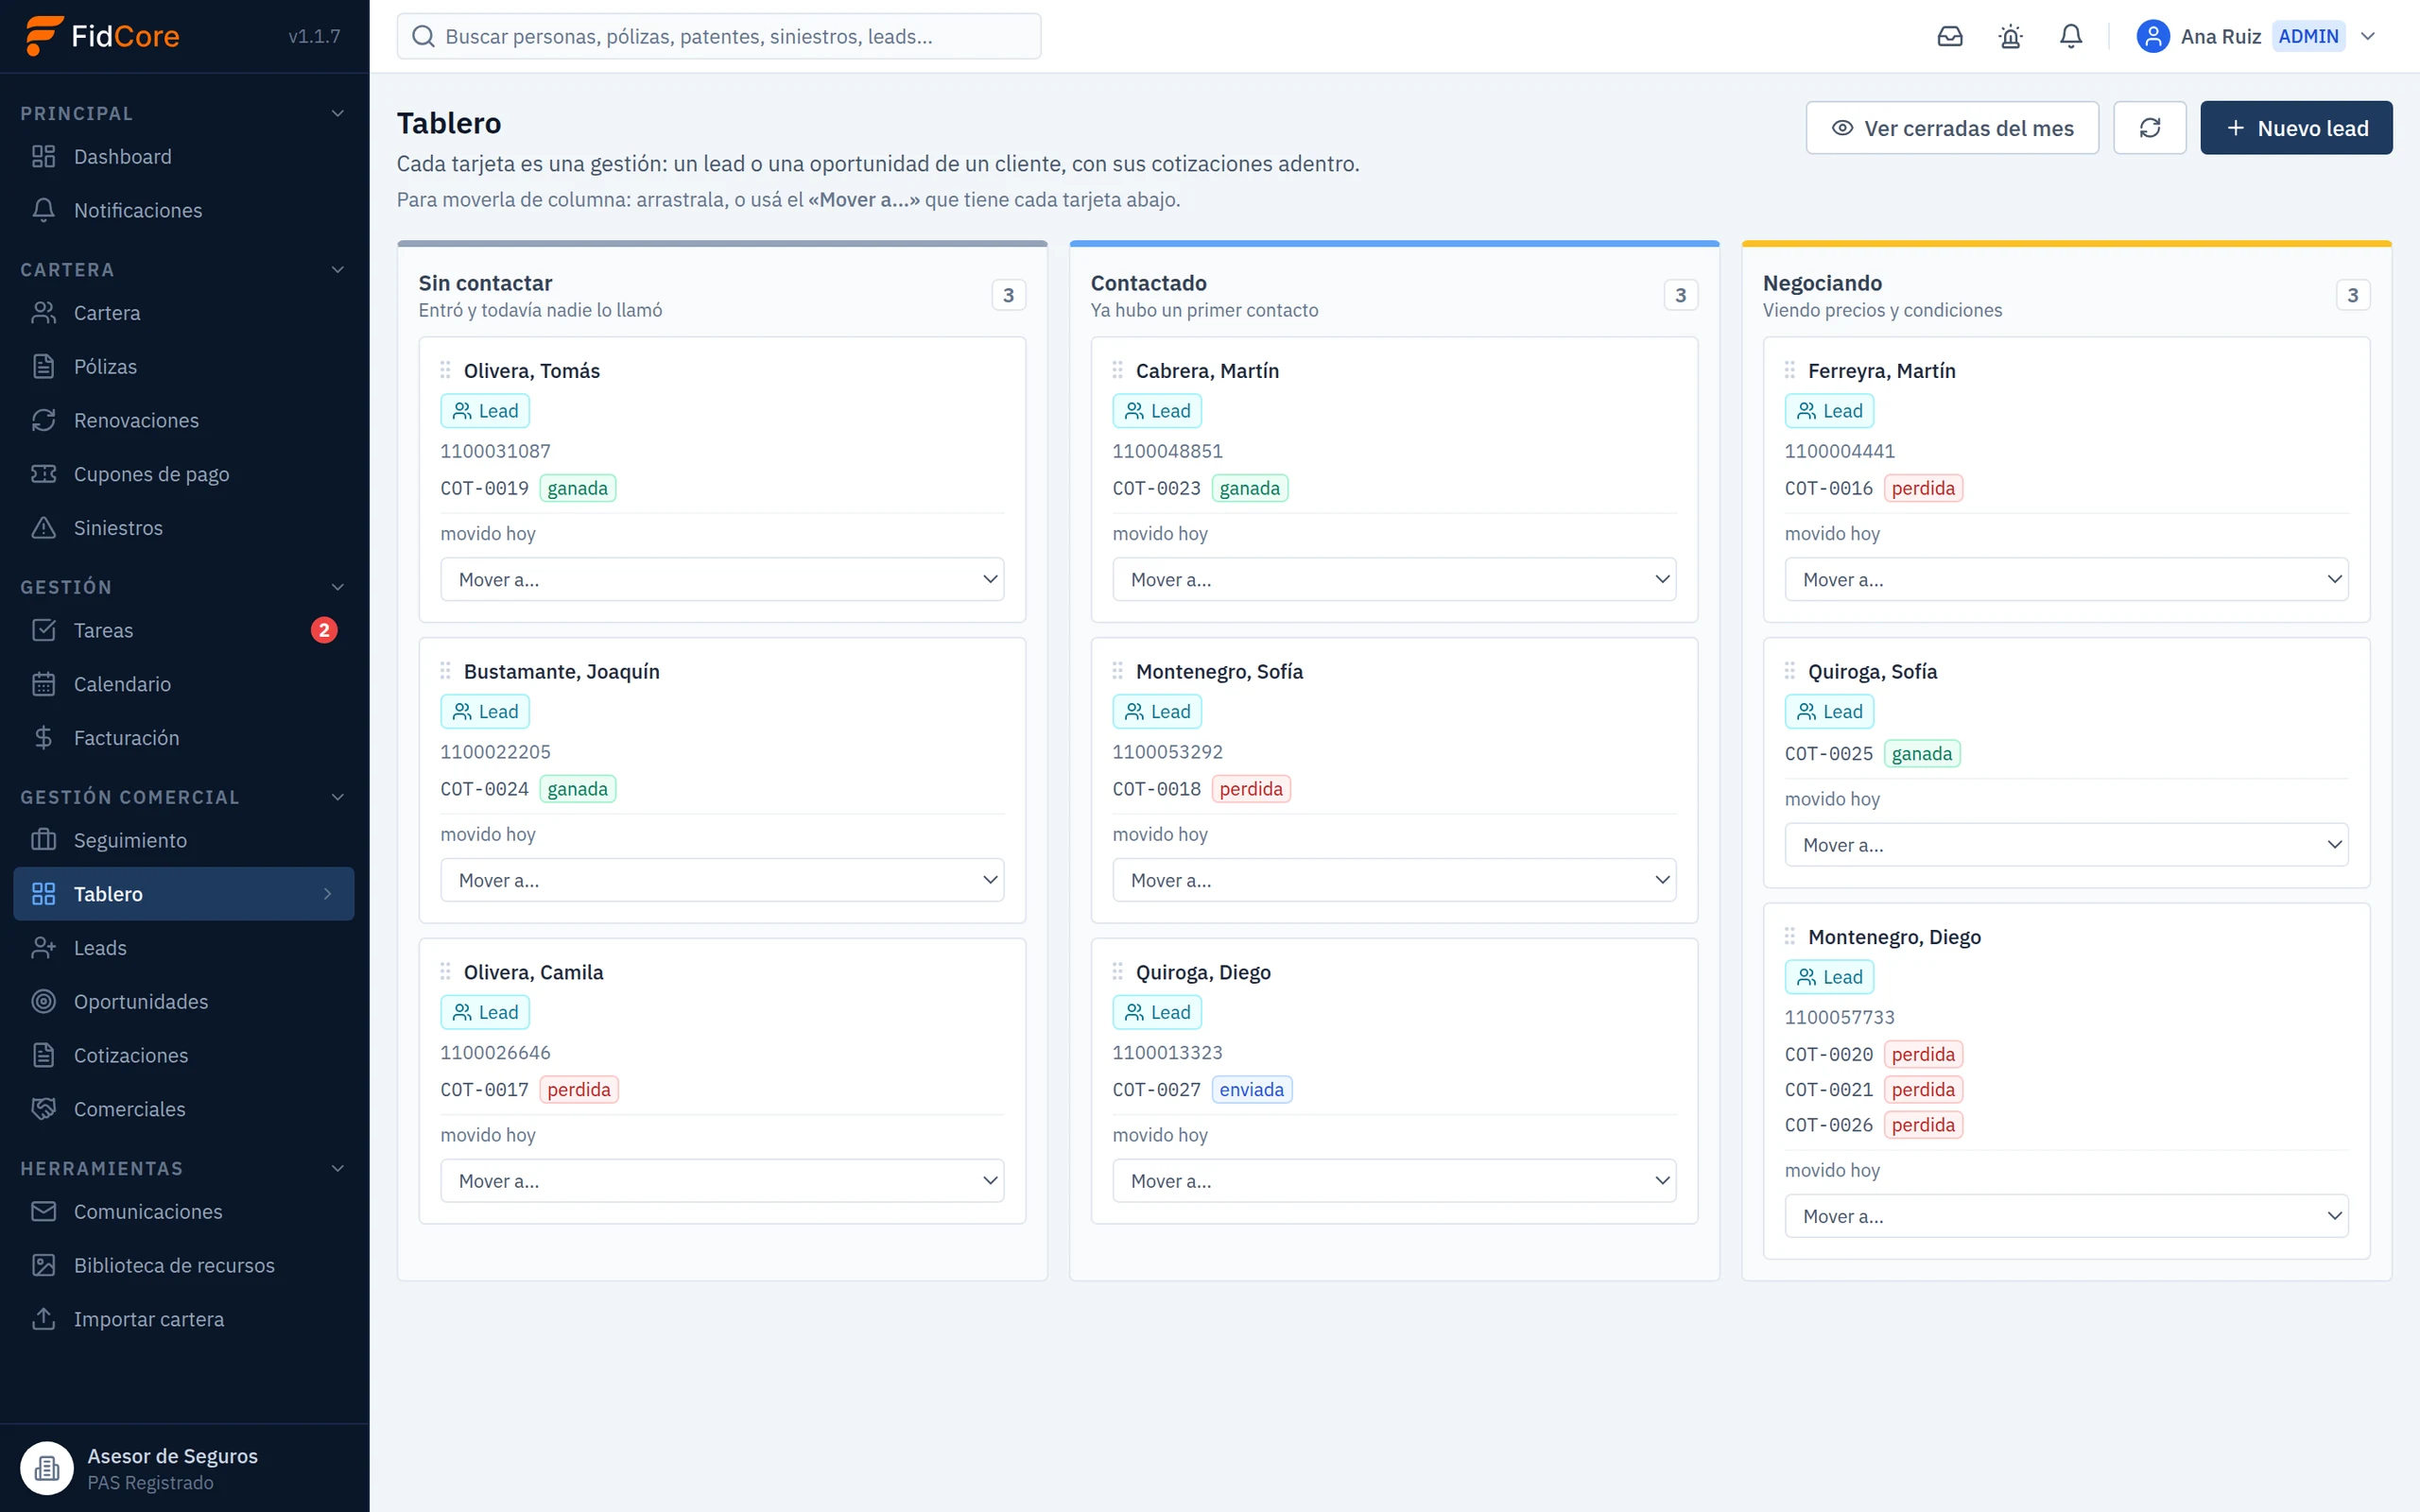 FidCore
v1.1.7
PRINCIPAL
Dashboard
Notificaciones
CARTERA
Cartera
Pólizas
Renovaciones
Cupones de pago
Siniestros
GESTIÓN
Tareas 2
Calendario
Facturación
GESTIÓN COMERCIAL
Seguimiento
Tablero
Leads
Oportunidades
Cotizaciones
Comerciales
HERRAMIENTAS
Comunicaciones
Biblioteca de recursos
Importar cartera
Asesor de Seguros
PAS Registrado
Buscar personas, pólizas, patentes, siniestros, leads...
Ana Ruiz ADMIN
Tablero
Cada tarjeta es una gestión: un lead o una oportunidad de un cliente, con sus cotizaciones adentro.
Para moverla de columna: arrastrala, o usá el «Mover a...» que tiene cada tarjeta abajo.
Ver cerradas del mes
Nuevo lead
Sin contactar
Entró y todavía nadie lo llamó
3
Olivera, Tomás
Lead
1100031087
COT-0019 ganada
movido hoy
Mover a...
Bustamante, Joaquín
Lead
1100022205
COT-0024 ganada
movido hoy
Mover a...
Olivera, Camila
Lead
1100026646
COT-0017 perdida
movido hoy
Mover a...
Contactado
Ya hubo un primer contacto
3
Cabrera, Martín
Lead
1100048851
COT-0023 ganada
movido hoy
Mover a...
Montenegro, Sofía
Lead
1100053292
COT-0018 perdida
movido hoy
Mover a...
Quiroga, Diego
Lead
1100013323
COT-0027 enviada
movido hoy
Mover a...
Negociando
Viendo precios y condiciones
3
Ferreyra, Martín
Lead
1100004441
COT-0016 perdida
movido hoy
Mover a...
Quiroga, Sofía
Lead
COT-0025 ganada
movido hoy
Mover a...
Montenegro, Diego
Lead
1100057733
COT-0020 perdida
COT-0021 perdida
COT-0026 perdida
movido hoy
Mover a...